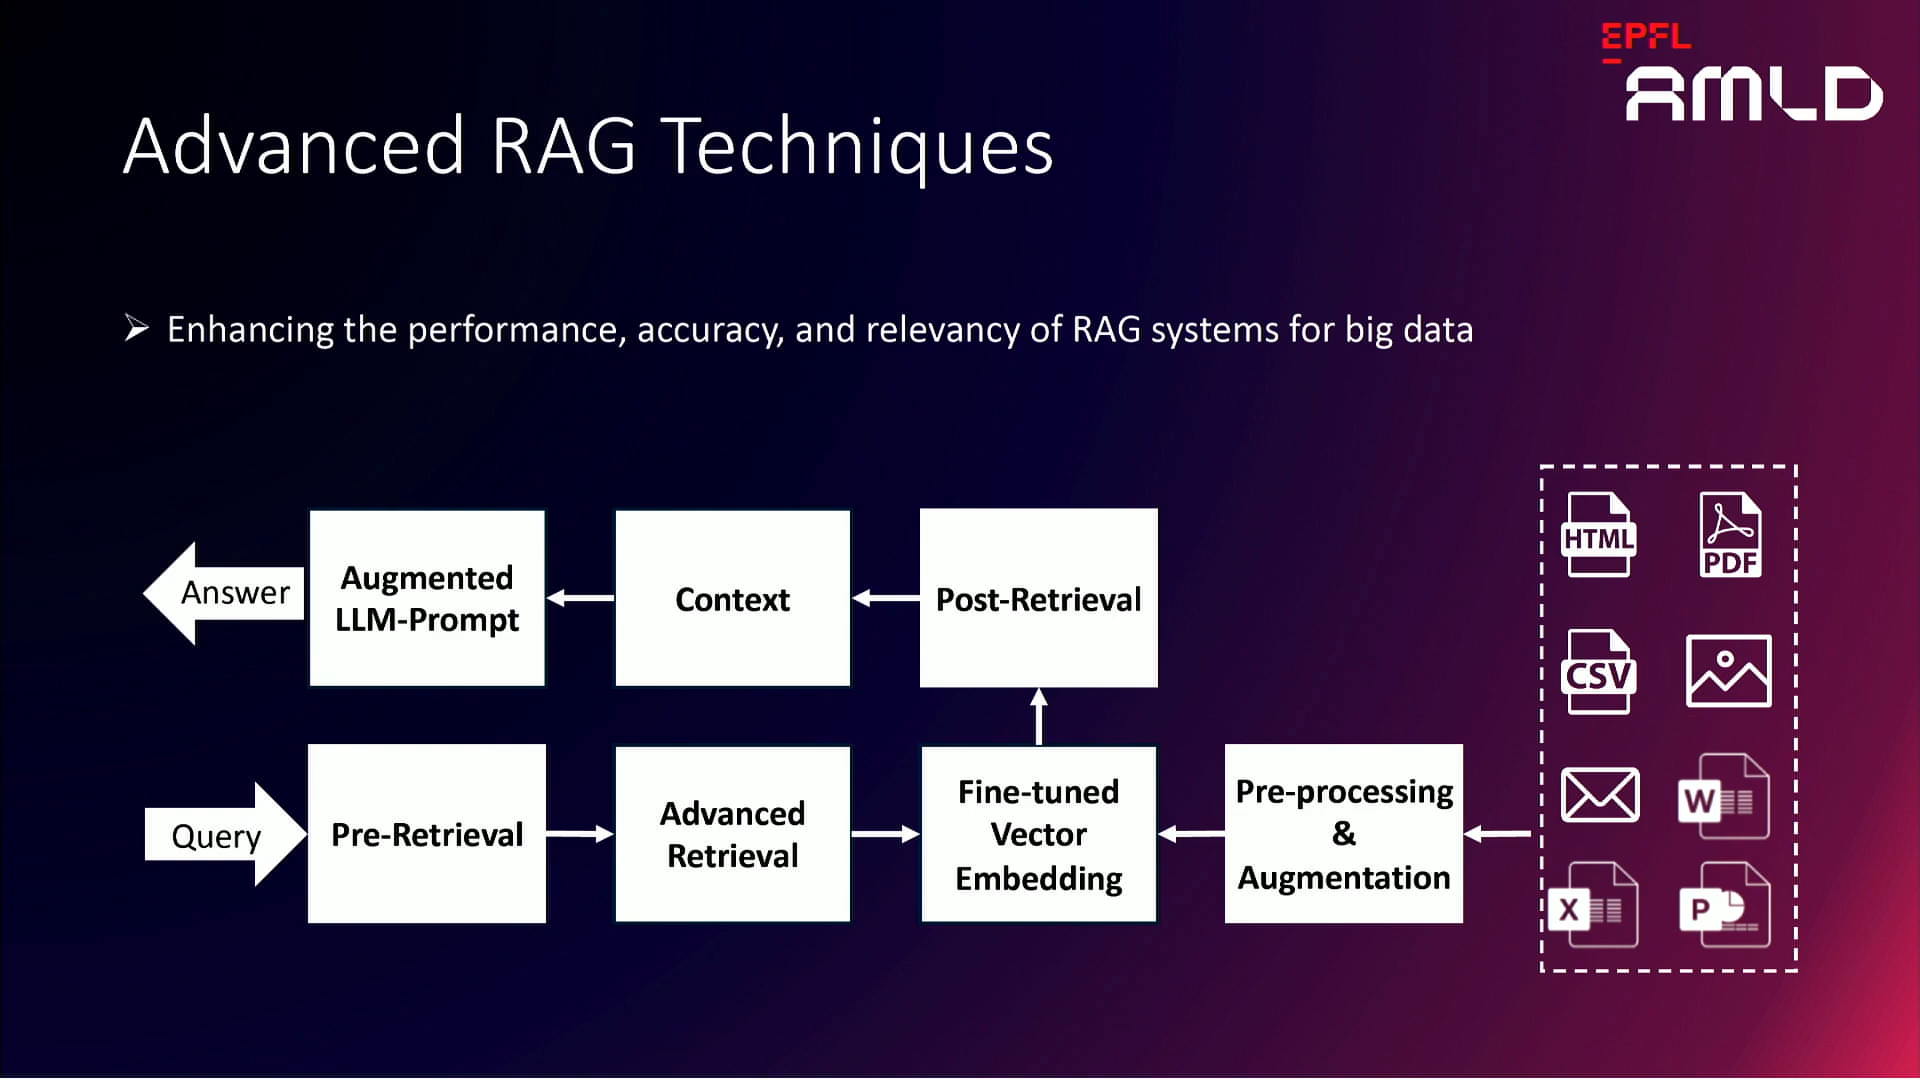 EPFL
AMLD
Advanced RAG Techniques
Enhancing the performance, accuracy, and relevancy of RAG systems for big data
Answer
Augmented
LLM-Prompt
Context
Post-Retrieval
Query
Pre-Retrieval
Advanced
Retrieval
Fine-tuned
Vector
Embedding
Pre-processing
&
Augmentation
HTML
PDF
CSV
W
X
P